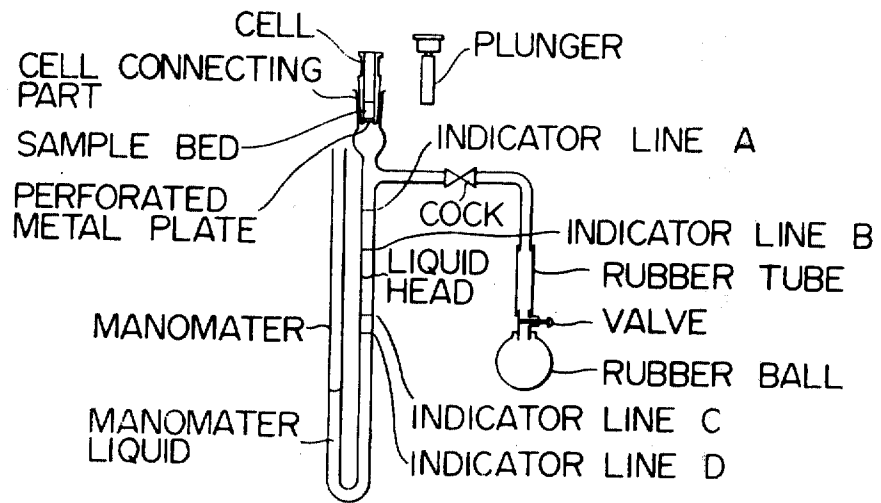 CELL
PLUNGER
CELL CONNECTING
PART
SAMPLE BED
INDICATOR LINE A
PERFORATED
METAL PLATE
COCK
INDICATOR LINE B
LIQUID
HEAD
RUBBER TUBE
MANOMATER
VALVE
RUBBER BALL
MANOMATER
LIQUID
INDICATOR LINE C
INDICATOR LINE D